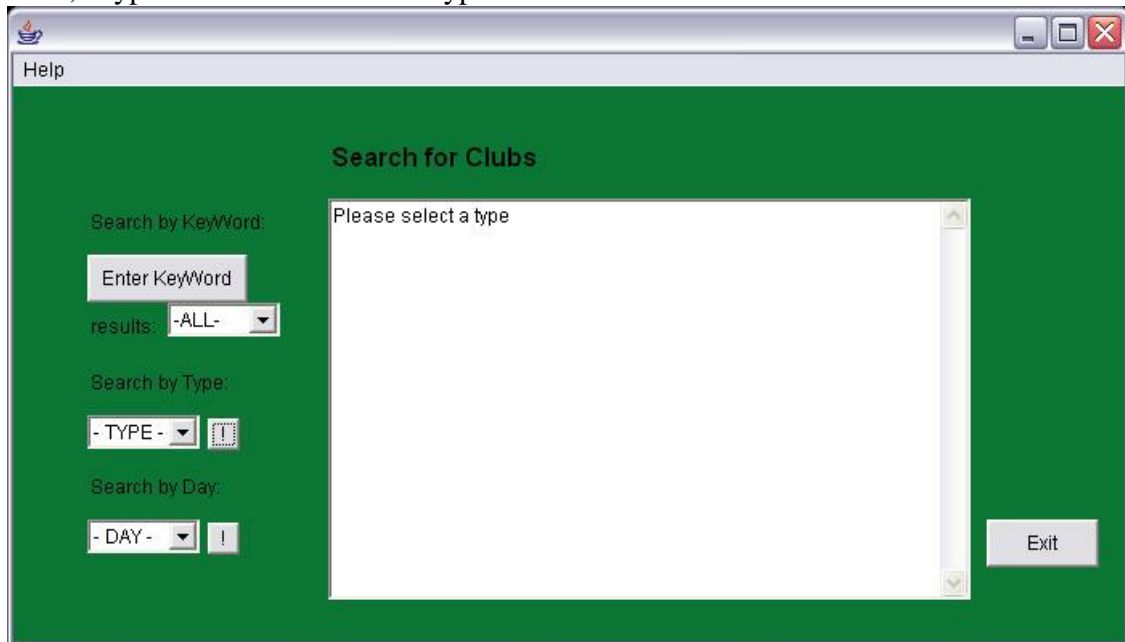 Help
Search for Clubs
Search by KeyWord:
Please select a type
Enter KeyWord
results: -ALL-
Search by Type:
- TYPE - !
Search by Day:
- DAY - !
Exit